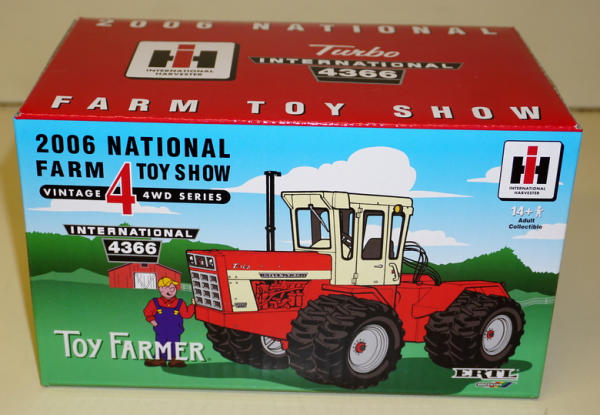 2006 NATIONAL
IH
INTERNATIONAL
HARVESTER
Turbo
INTERNATIONAL
4366
FARM TOY SHOW
2006 NATIONAL
FARM 4 TOY SHOW
VINTAGE 4WD SERIES
INTERNATIONAL
4366
IH
INTERNATIONAL
HARVESTER
14+
Adult
Collectible
TOY FARMER
ERTL